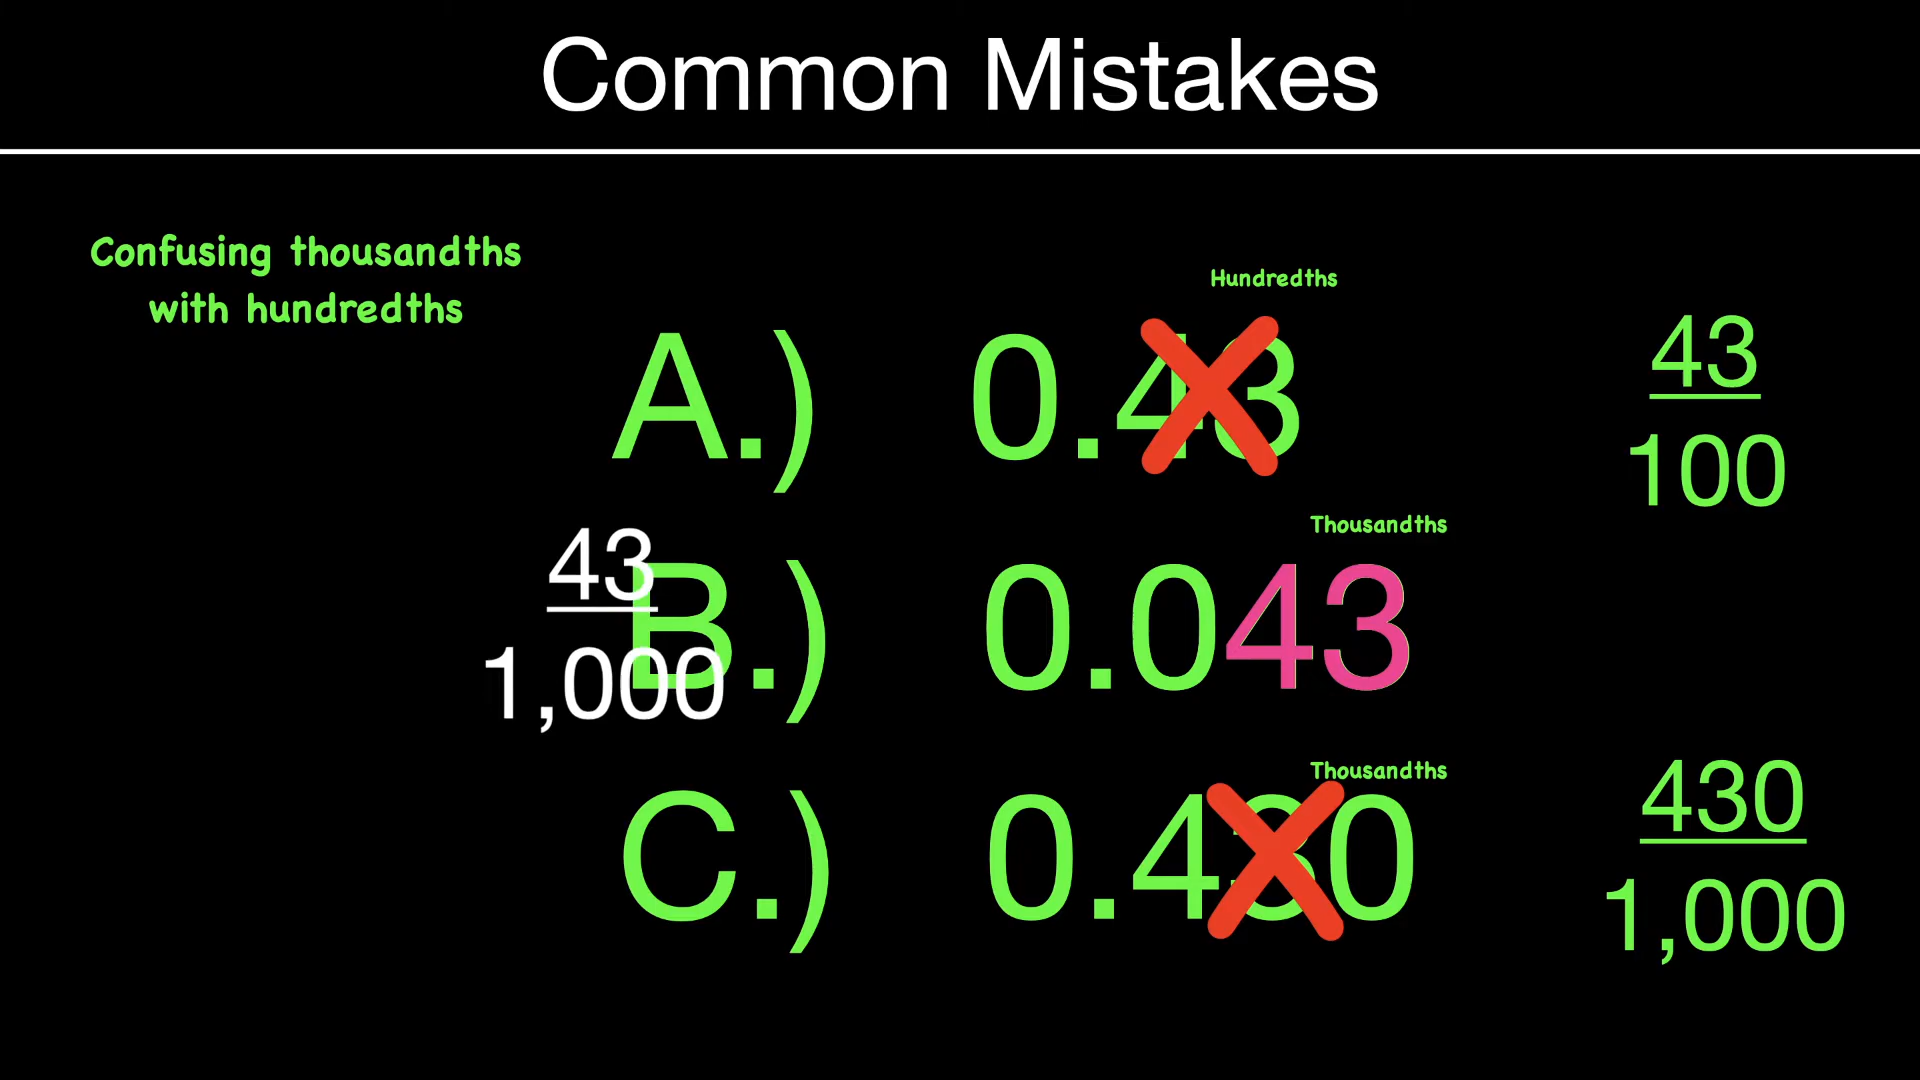 Common Mistakes
Confusing thousandths
with hundredths
Hundredths
A.) 0.43
43
100
Thousandths
43
1,000
B.) 0.043
Thousandths
C.) 0.430
430
1,000